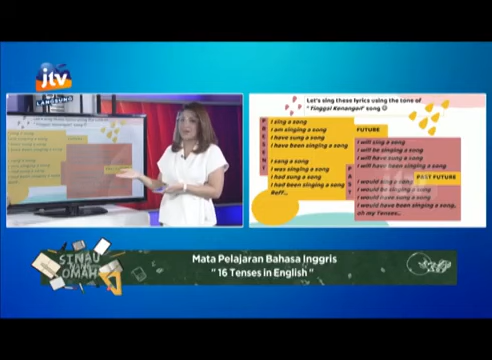 jtv
LANGSUNG
Let's sing these lyrics using the tone of
"Tinggal Kenangan" song
PRESENT
I sing a song
I am singing a song
I have sung a song
I have been singing a song
PAST
I sang a song
I was singing a song
I had sung a song
I had been singing a song
Reff...
FUTURE
I will sing a song
I will be singing a song
I will have sung a song
I will have been singing a song
PAST FUTURE
I would sing a song
I would be singing a song
I would have sung a song
I would have been singing a song,
oh my Tenses...
SINAU
OMAH
Mata Pelajaran Bahasa Inggris
" 16 Tenses in English "